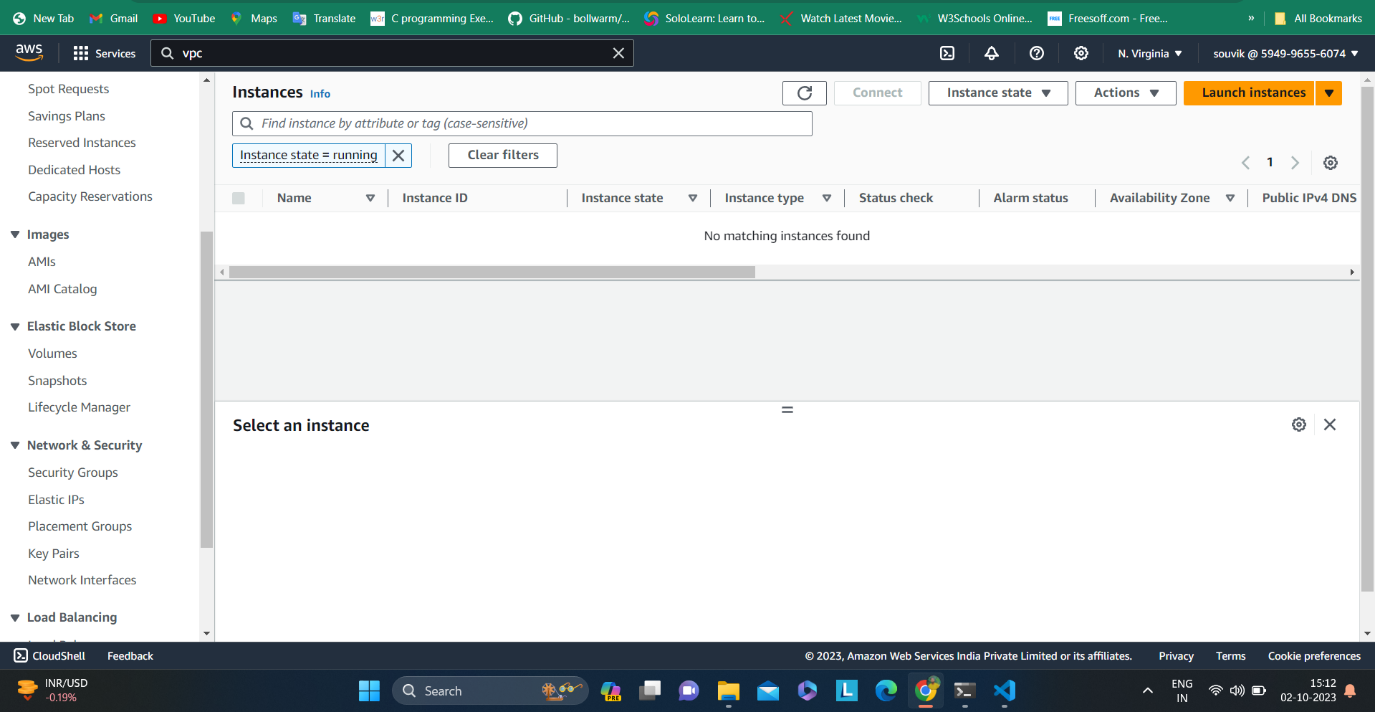 New Tab Gmail YouTube Maps Translate w3r C programming Exe... GitHub - bollwarm/... SoloLearn: Learn to... Watch Latest Movie... W3Schools Online... FREE Freesoff.com - Free... » All Bookmarks
aws Services vpc N. Virginia souvik @ 5949-9655-6074
Spot Requests
Savings Plans
Reserved Instances
Dedicated Hosts
Capacity Reservations
Images
AMIs
AMI Catalog
Elastic Block Store
Volumes
Snapshots
Lifecycle Manager
Network & Security
Security Groups
Elastic IPs
Placement Groups
Key Pairs
Network Interfaces
Load Balancing
Instances Info Connect Instance state Actions Launch instances
Find instance by attribute or tag (case-sensitive)
Instance state = running Clear filters
1
Name Instance ID Instance state Instance type Status check Alarm status Availability Zone Public IPv4 DNS
No matching instances found
Select an instance
CloudShell Feedback © 2023, Amazon Web Services India Private Limited or its affiliates. Privacy Terms Cookie preferences
INR/USD
-0.19%
Search PRE L
ENG
IN
15:12
02-10-2023